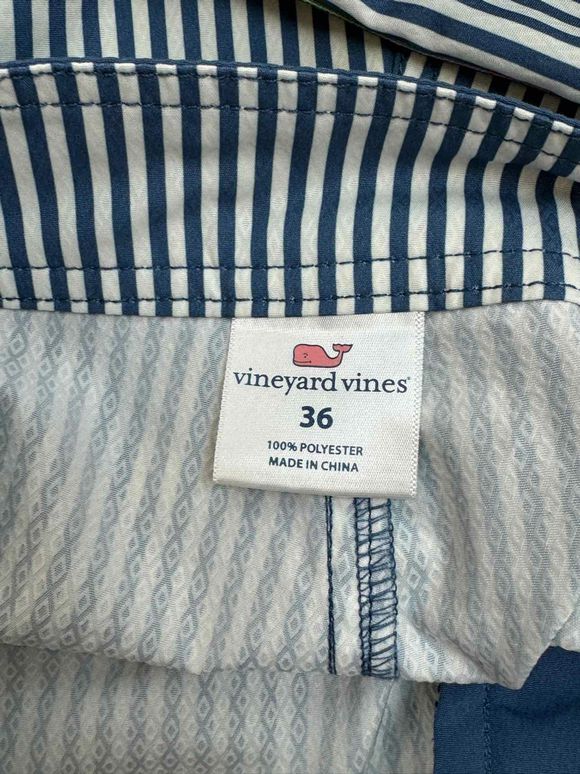 vineyard vines®
36
100% POLYESTER
MADE IN CHINA